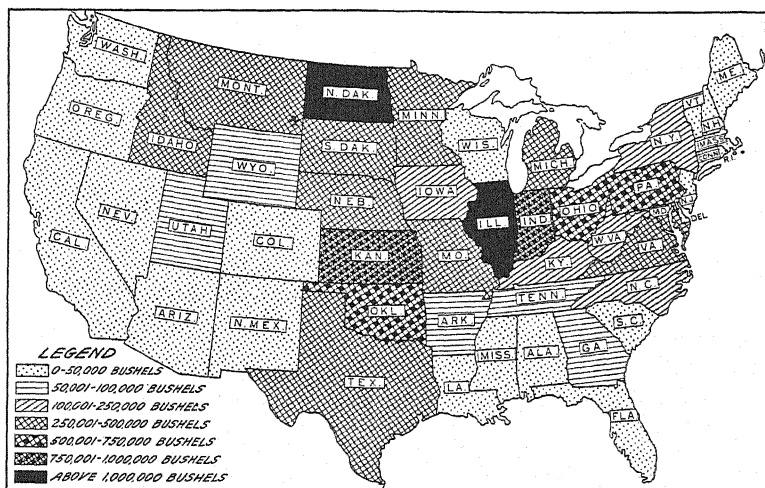 WASH.
MONT.
N. DAK.
MINN.
ME.
VT.
N.H.
OREG.
IDAHO
S. DAK.
WIS.
MICH.
N.Y.
MASS.
CONN.
R.I.
WYO.
IOWA
PA.
N.J.
NEV.
UTAH
NEB.
ILL.
IND.
OHIO
MD.
DEL
CAL.
COL.
KAN.
MO.
W.VA.
VA.
KY.
ARIZ.
N. MEX.
OKL.
ARK.
TENN.
N.C.
S.C.
TEX.
LA.
MISS.
ALA.
GA.
FLA.
LEGEND
0-50,000 BUSHELS
50,001-100,000 BUSHELS
100,001-250,000 BUSHELS
250,001-500,000 BUSHELS
500,001-750,000 BUSHELS
750,001-1,000,000 BUSHELS
ABOVE 1,000,000 BUSHELS